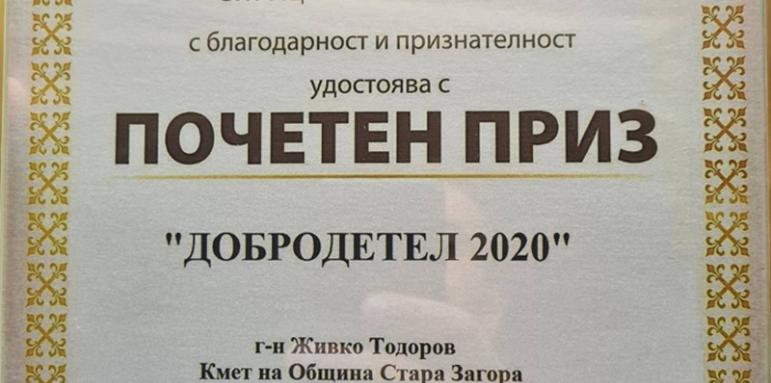 с благодарност и признателност
удостоява с
ПОЧЕТЕН ПРИЗ
"ДОБРОДЕТЕЛ 2020"
г-н Живко Тодоров
Кмет на Община Стара Загора